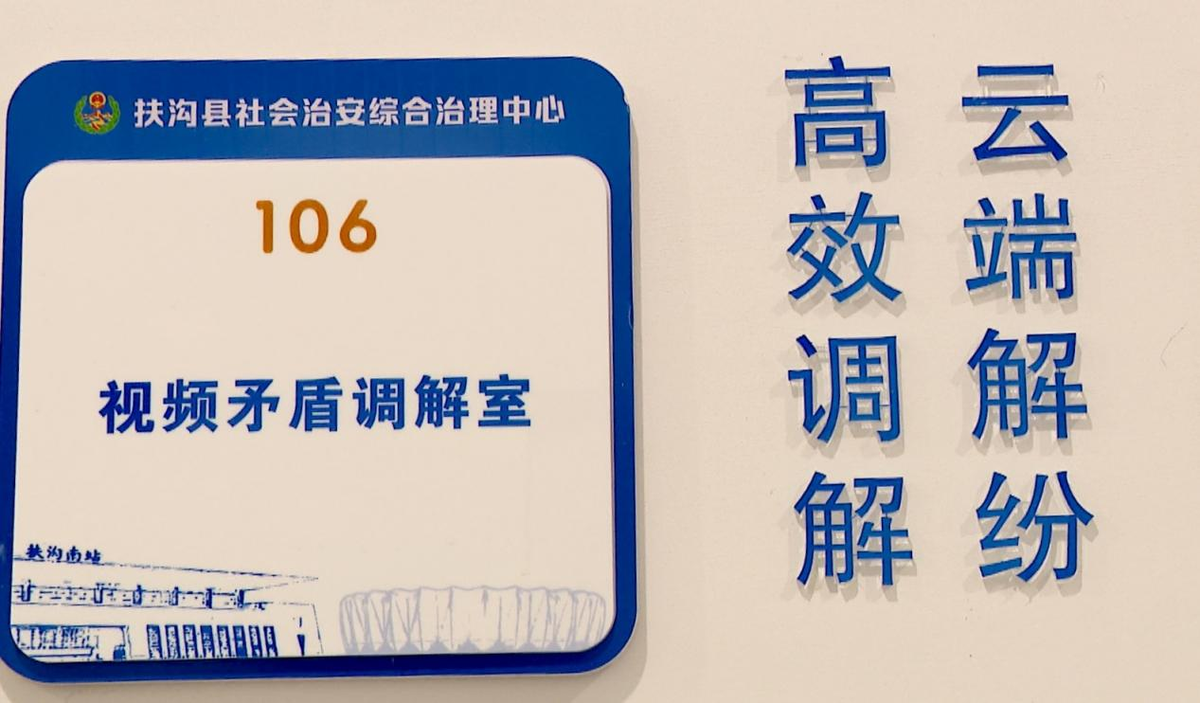 扶沟县社会治安综合治理中心
106
视频矛盾调解室
扶沟南站
云端解纷
高效调解